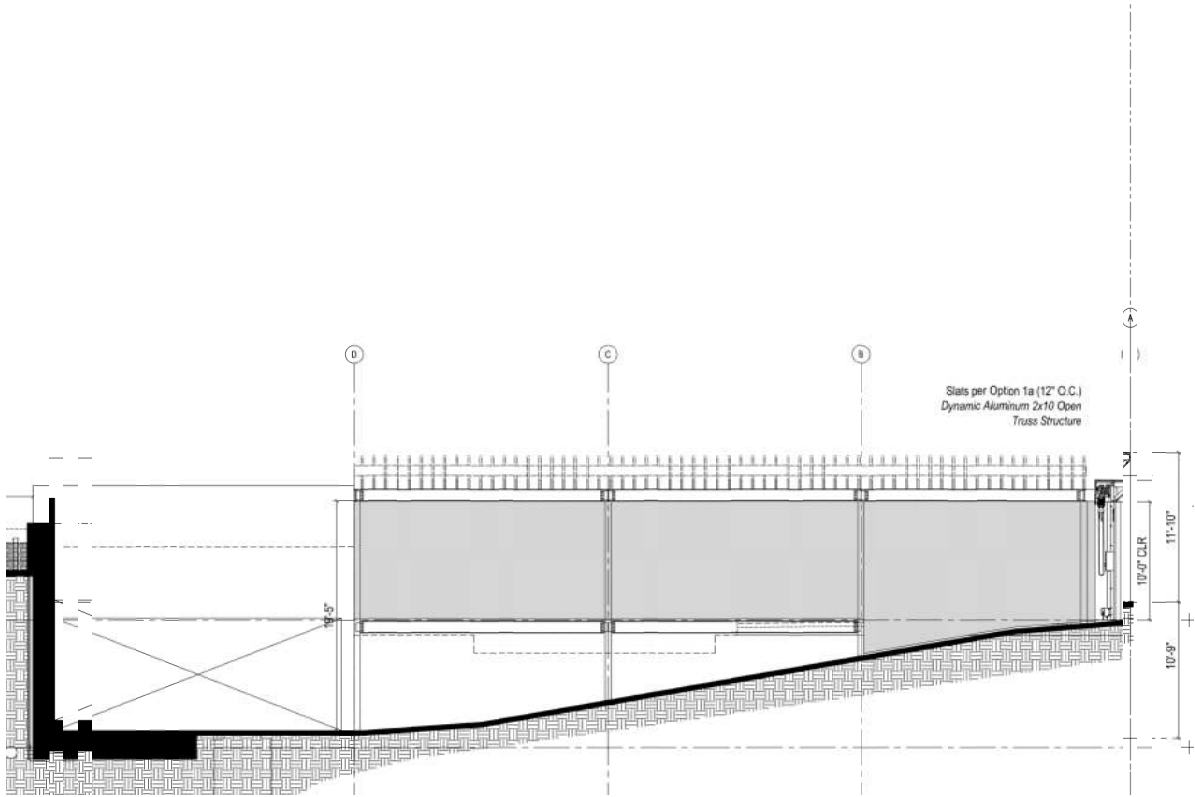 A
D
C
B
Slats per Option 1a (12" O.C.)
Dynamic Aluminum 2x10 Open
Truss Structure
11'-10"
10'-0" CLR
19'-5"
10'-9"